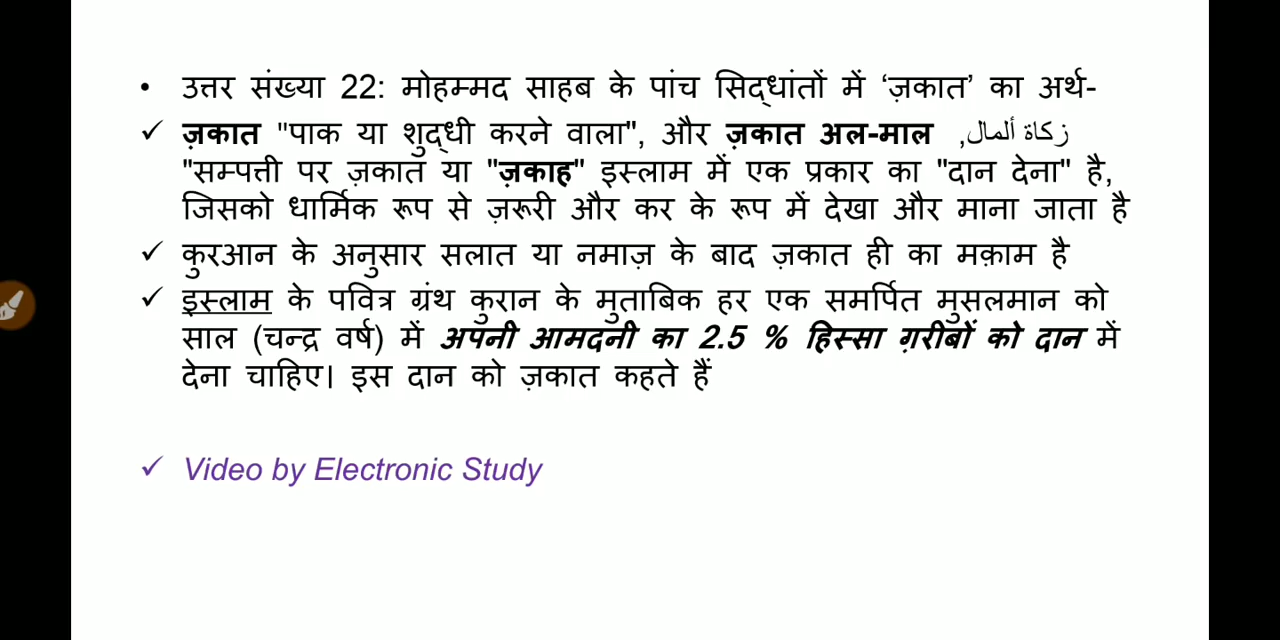 • उत्तर संख्या 22: मोहम्मद साहब के पांच सिद्धांतों में ‘ज़कात’ का अर्थ-
✓ ज़कात "पाक या शुद्धी करने वाला", और ज़कात अल-माल زكاة ألمال,
"सम्पत्ती पर ज़कात या "ज़काह" इस्लाम में एक प्रकार का "दान देना" है,
जिसको धार्मिक रूप से ज़रूरी और कर के रूप में देखा और माना जाता है
✓ कुरआन के अनुसार सलात या नमाज़ के बाद ज़कात ही का मक़ाम है
✓ इस्लाम के पवित्र ग्रंथ कुरान के मुताबिक हर एक समर्पित मुसलमान को
साल (चन्द्र वर्ष) में अपनी आमदनी का 2.5 % हिस्सा ग़रीबों को दान में
देना चाहिए। इस दान को ज़कात कहते हैं
✓ Video by Electronic Study